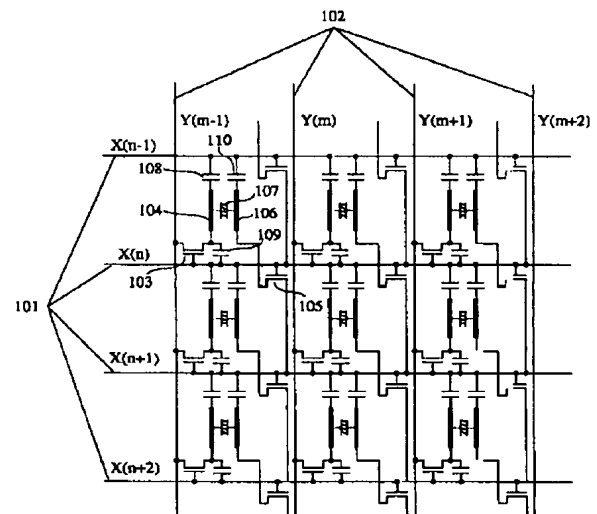 102
Y(m-1)
Y(m)
Y(m+1)
Y(m+2)
X(n-1)
110
108
107
104
106
109
X(n)
103
105
101
X(n+1)
X(n+2)